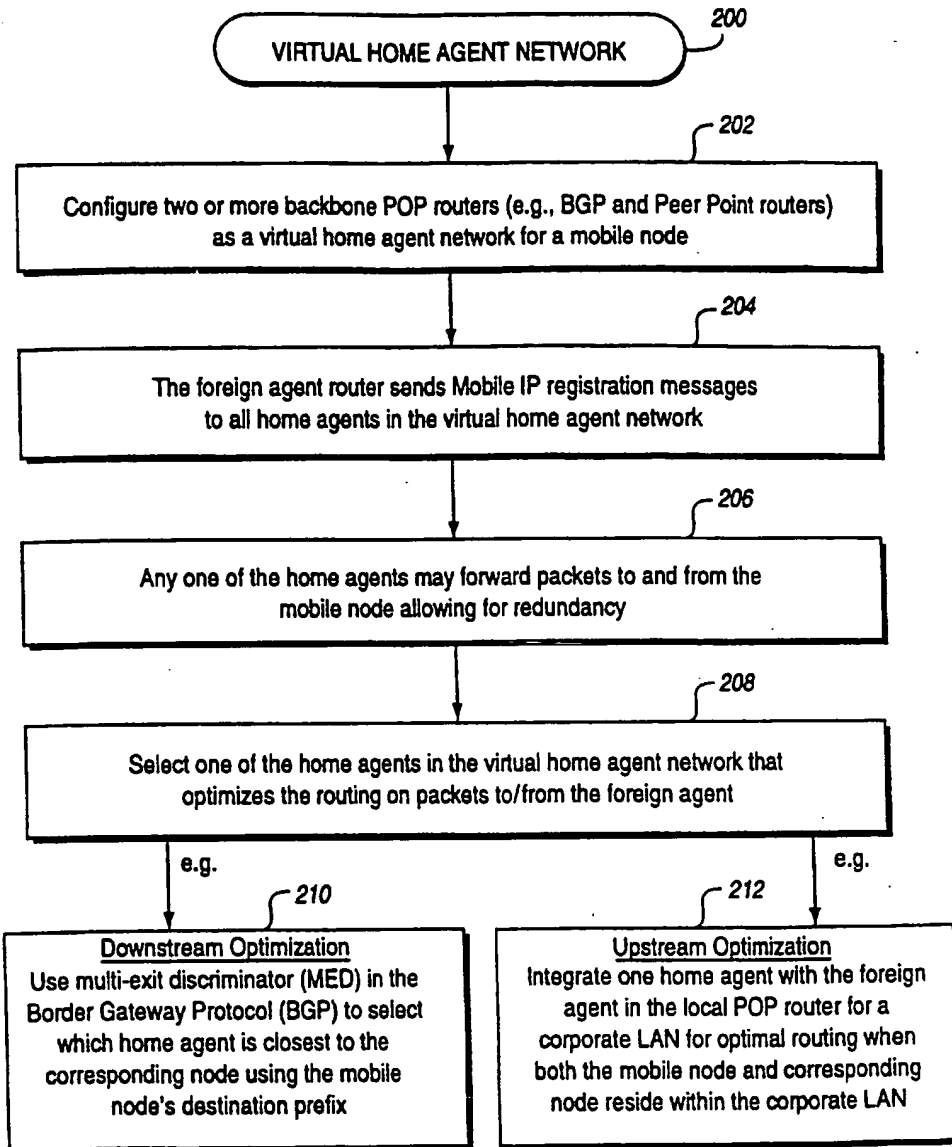 200
VIRTUAL HOME AGENT NETWORK
202
Configure two or more backbone POP routers (e.g., BGP and Peer Point routers)
as a virtual home agent network for a mobile node
204
The foreign agent router sends Mobile IP registration messages
to all home agents in the virtual home agent network
206
Any one of the home agents may forward packets to and from the
mobile node allowing for redundancy
208
Select one of the home agents in the virtual home agent network that
optimizes the routing on packets to/from the foreign agent
e.g.
e.g.
210
Downstream Optimization
Use multi-exit discriminator (MED) in the
Border Gateway Protocol (BGP) to select
which home agent is closest to the
corresponding node using the mobile
node's destination prefix
212
Upstream Optimization
Integrate one home agent with the foreign
agent in the local POP router for a
corporate LAN for optimal routing when
both the mobile node and corresponding
node reside within the corporate LAN